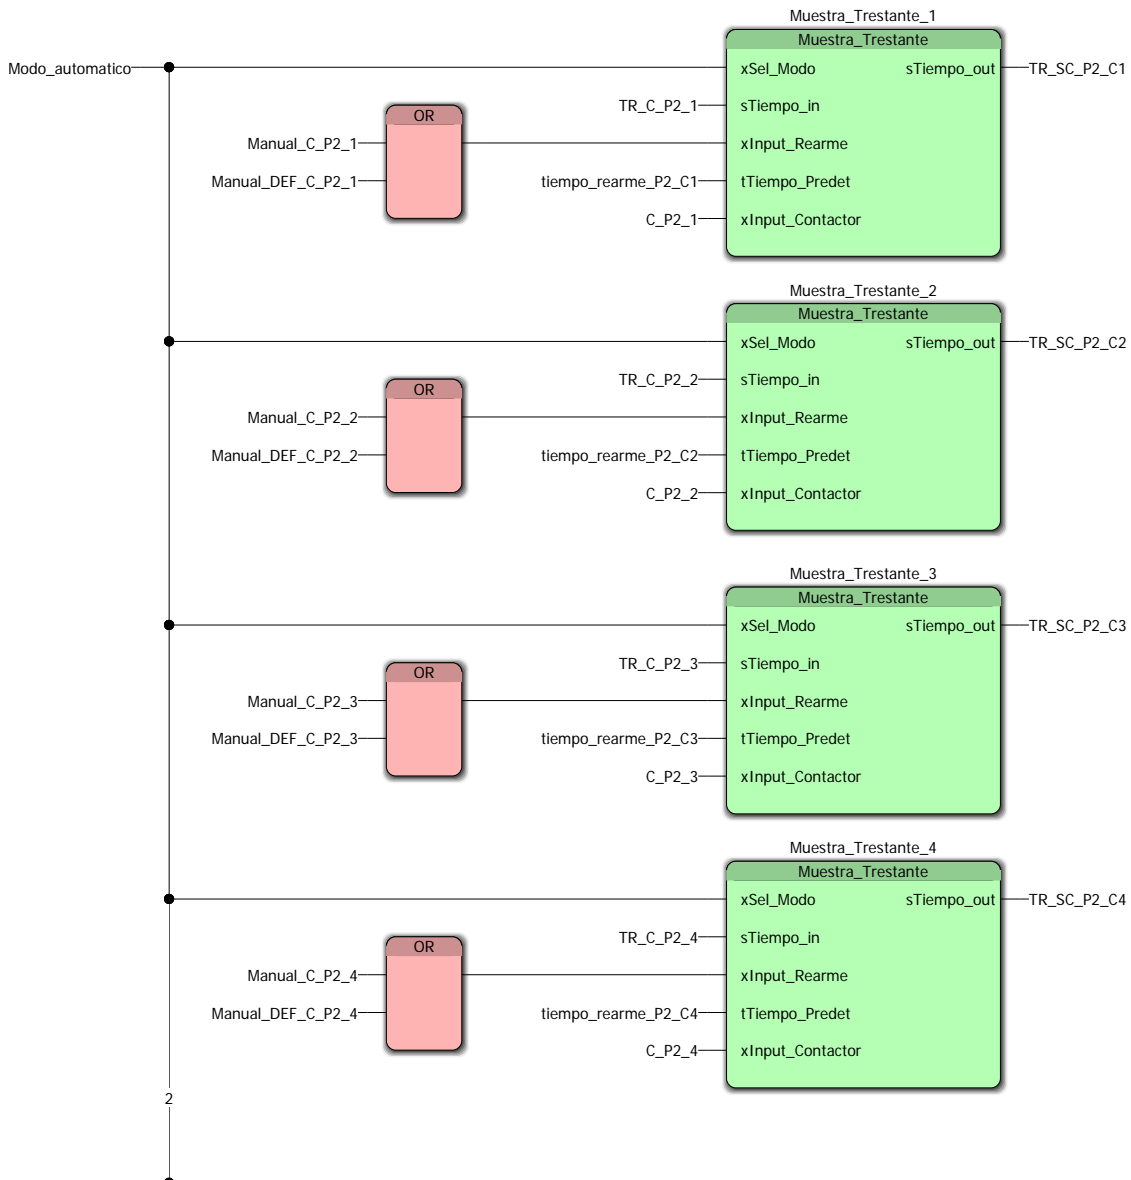 Muestra_Trestante_1
Muestra_Trestante
Modo_automatico
xSel_Modo
sTiempo_out
TR_SC_P2_C1
TR_C_P2_1
sTiempo_in
OR
Manual_C_P2_1
xInput_Rearme
Manual_DEF_C_P2_1
tiempo_rearme_P2_C1
tTiempo_Predet
C_P2_1
xInput_Contactor
Muestra_Trestante_2
Muestra_Trestante
xSel_Modo
sTiempo_out
TR_SC_P2_C2
TR_C_P2_2
sTiempo_in
OR
Manual_C_P2_2
xInput_Rearme
Manual_DEF_C_P2_2
tiempo_rearme_P2_C2
tTiempo_Predet
C_P2_2
xInput_Contactor
Muestra_Trestante_3
Muestra_Trestante
xSel_Modo
sTiempo_out
TR_SC_P2_C3
TR_C_P2_3
sTiempo_in
OR
Manual_C_P2_3
xInput_Rearme
Manual_DEF_C_P2_3
tiempo_rearme_P2_C3
tTiempo_Predet
C_P2_3
xInput_Contactor
Muestra_Trestante_4
Muestra_Trestante
xSel_Modo
sTiempo_out
TR_SC_P2_C4
TR_C_P2_4
sTiempo_in
OR
Manual_C_P2_4
xInput_Rearme
Manual_DEF_C_P2_4
tiempo_rearme_P2_C4
tTiempo_Predet
C_P2_4
xInput_Contactor
2